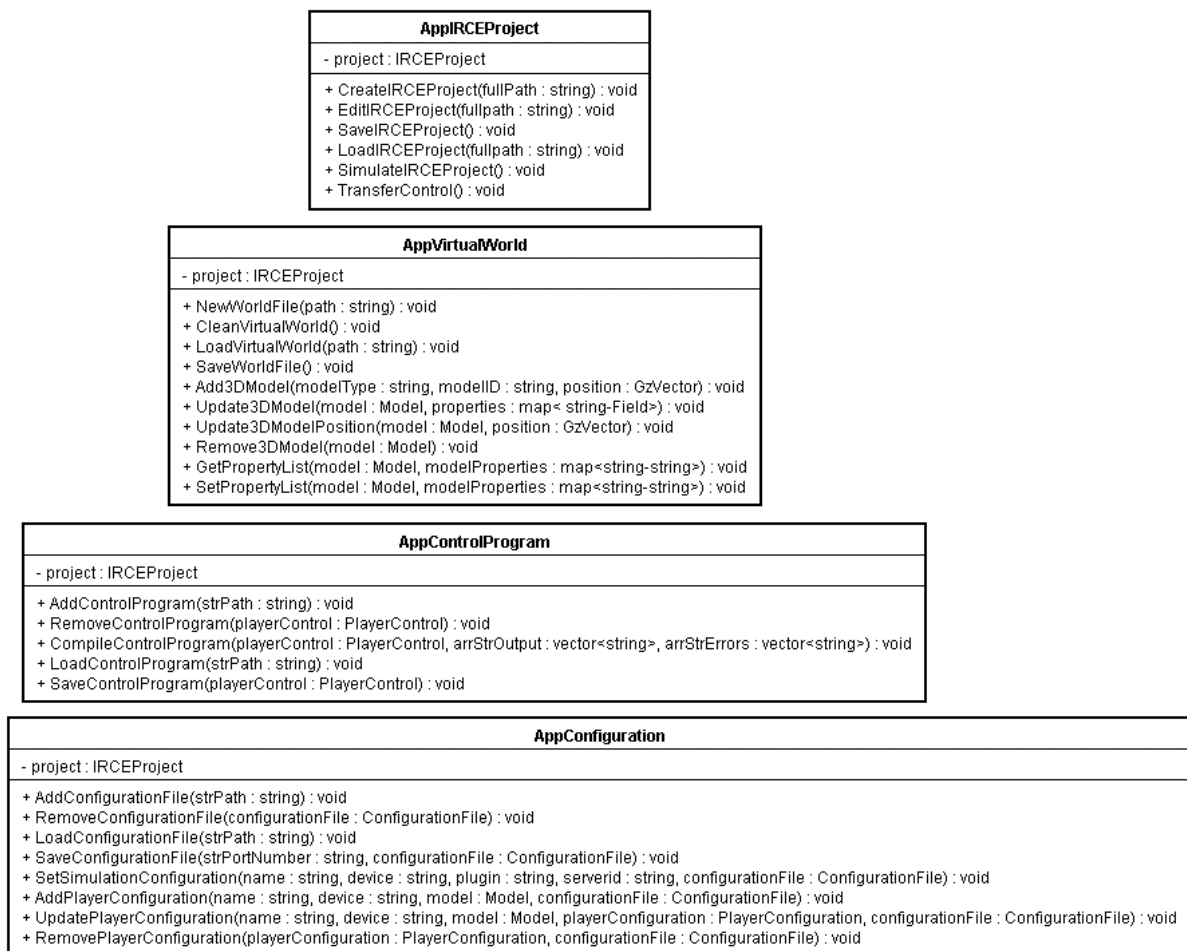 AppIRCEProject
- project : IRCEProject
+ CreateIRCEProject(fullPath : string) : void
+ EditIRCEProject(fullpath : string) : void
+ SaveIRCEProject() : void
+ LoadIRCEProject(fullpath : string) : void
+ SimulateIRCEProject() : void
+ TransferControl() : void
AppVirtualWorld
- project : IRCEProject
+ NewWorldFile(path : string) : void
+ CleanVirtualWorld() : void
+ LoadVirtualWorld(path : string) : void
+ SaveWorldFile() : void
+ Add3DModel(modelType : string, modelID : string, position : GzVector) : void
+ Update3DModel(model : Model, properties : map< string-Field>) : void
+ Update3DModelPosition(model : Model, position : GzVector) : void
+ Remove3DModel(model : Model) : void
+ GetPropertyList(model : Model, modelProperties : map<string-string>) : void
+ SetPropertyList(model : Model, modelProperties : map<string-string>) : void
AppControlProgram
- project : IRCEProject
+ AddControlProgram(strPath : string) : void
+ RemoveControlProgram(playerControl : PlayerControl) : void
+ CompileControlProgram(playerControl : PlayerControl, arrStrOutput : vector<string>, arrStrErrors : vector<string>) : void
+ LoadControlProgram(strPath : string) : void
+ SaveControlProgram(playerControl : PlayerControl) : void
AppConfiguration
- project : IRCEProject
+ AddConfigurationFile(strPath : string) : void
+ RemoveConfigurationFile(configurationFile : ConfigurationFile) : void
+ LoadConfigurationFile(strPath : string) : void
+ SaveConfigurationFile(strPortNumber : string, configurationFile : ConfigurationFile) : void
+ SetSimulationConfiguration(name : string, device : string, plugin : string, serverid : string, configurationFile : ConfigurationFile) : void
+ AddPlayerConfiguration(name : string, device : string, model : Model, configurationFile : ConfigurationFile) : void
+ UpdatePlayerConfiguration(name : string, device : string, model : Model, playerConfiguration : PlayerConfiguration, configurationFile : ConfigurationFile) : void
+ RemovePlayerConfiguration(playerConfiguration : PlayerConfiguration, configurationFile : ConfigurationFile) : void